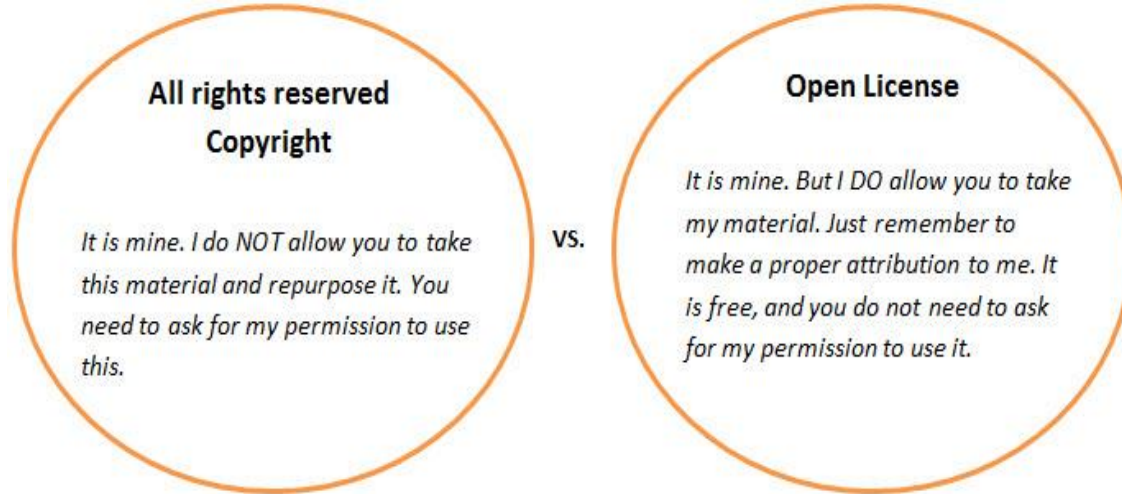 All rights reserved
Copyright
It is mine. I do NOT allow you to take
this material and repurpose it. You
need to ask for my permission to use
this.
vs.
Open License
It is mine. But I DO allow you to take
my material. Just remember to
make a proper attribution to me. It
is free, and you do not need to ask
for my permission to use it.